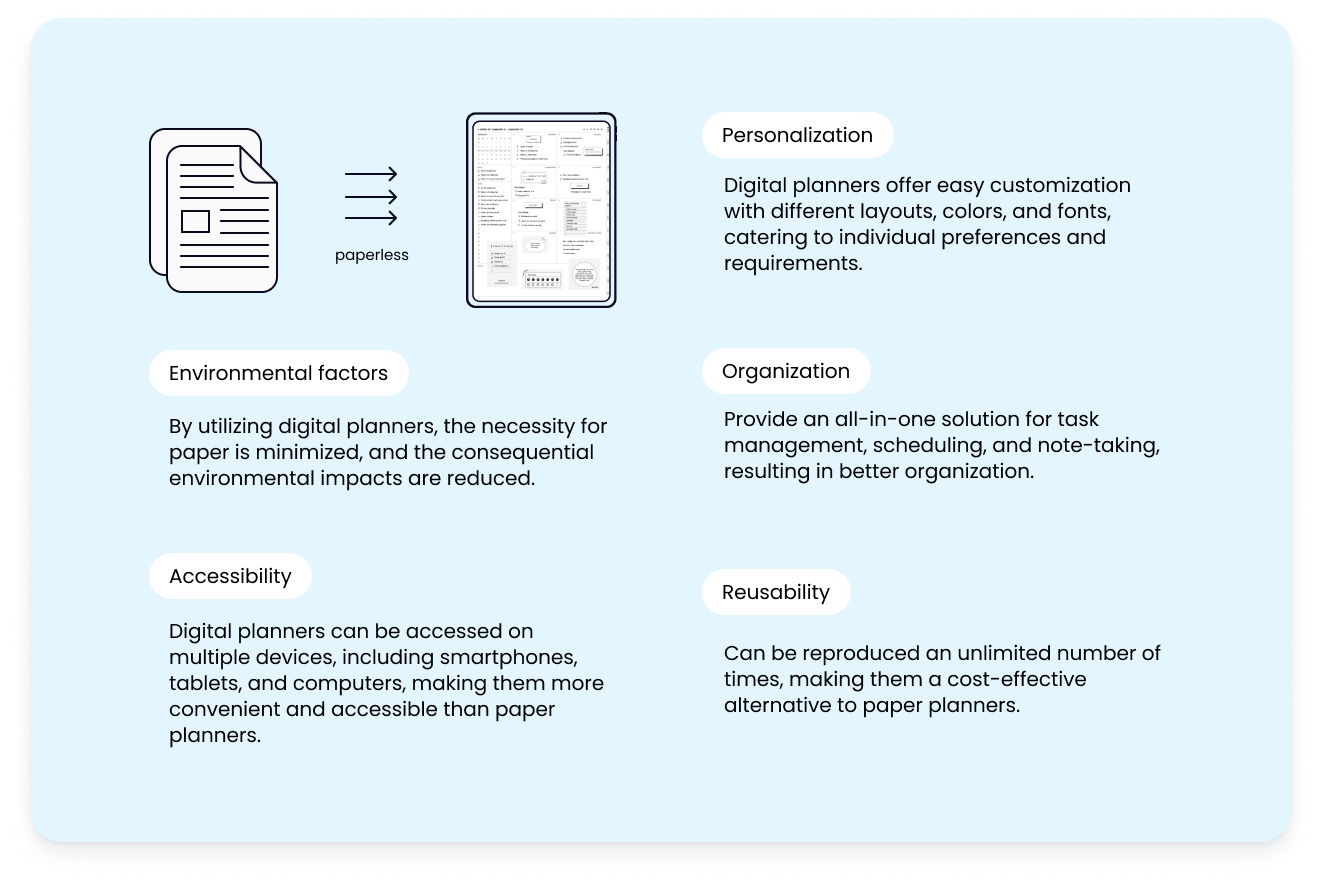 paperless
Environmental factors
By utilizing digital planners, the necessity for
paper is minimized, and the consequential
environmental impacts are reduced.
Accessibility
Digital planners can be accessed on
multiple devices, including smartphones,
tablets, and computers, making them more
convenient and accessible than paper
planners.
Personalization
Digital planners offer easy customization
with different layouts, colors, and fonts,
catering to individual preferences and
requirements.
Organization
Provide an all-in-one solution for task
management, scheduling, and note-taking,
resulting in better organization.
Reusability
Can be reproduced an unlimited number of
times, making them a cost-effective
alternative to paper planners.